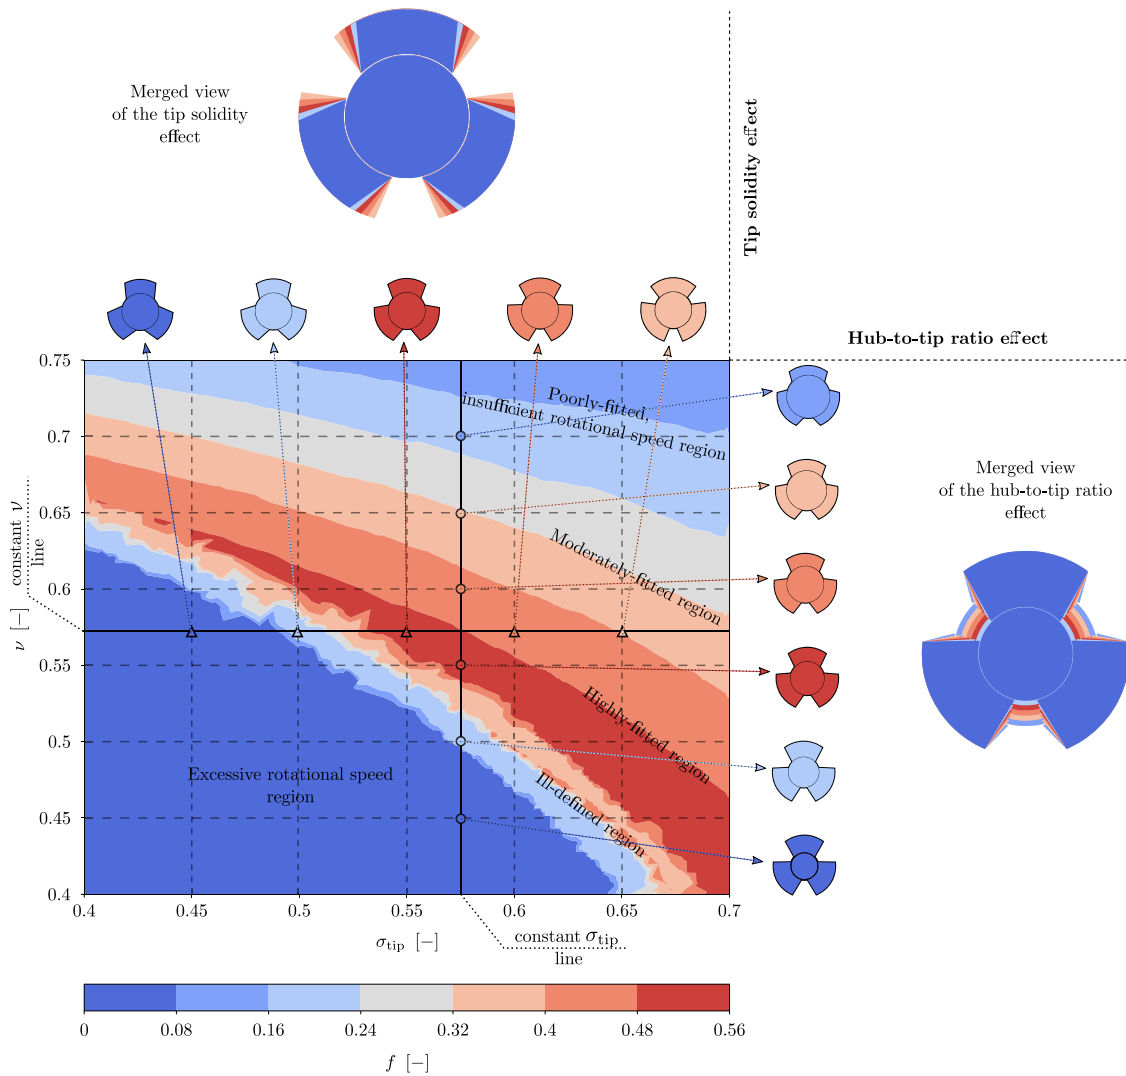 Merged view
of the tip solidity
effect
Tip solidity effect
Hub-to-tip ratio effect
0.75
0.7
0.65
0.6
0.55
0.5
0.45
0.4
ν [−]
constant ν
line
Poorly-fitted,
insufficient rotational speed region
Moderately-fitted region
Highly-fitted region
Ill-defined region
Excessive rotational speed
region
Merged view
of the hub-to-tip ratio
effect
0.4 0.45 0.5 0.55 0.6 0.65 0.7
σtip [−]
constant σtip
line
0 0.08 0.16 0.24 0.32 0.4 0.48 0.56
f [−]